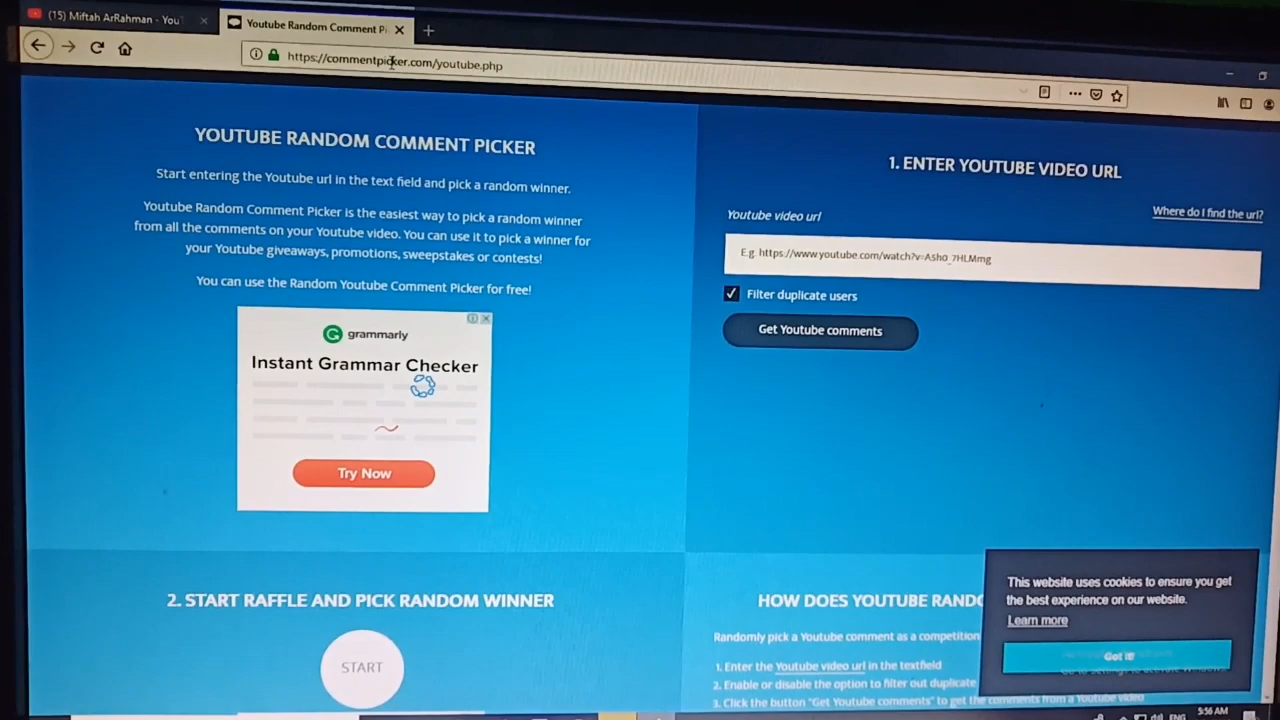 (15) Miftah ArRahman - YouT
Youtube Random Comment Pi
https://commentpicker.com/youtube.php
YOUTUBE RANDOM COMMENT PICKER
Start entering the Youtube url in the text field and pick a random winner.
Youtube Random Comment Picker is the easiest way to pick a random winner
from all the comments on your Youtube video. You can use it to pick a winner for
your Youtube giveaways, promotions, sweepstakes or contests!
You can use the Random Youtube Comment Picker for free!
grammarly
Instant Grammar Checker
Try Now
1. ENTER YOUTUBE VIDEO URL
Youtube video url
Where do I find the url?
E.g. https://www.youtube.com/watch?v=ASh0_7HLMmg
Filter duplicate users
Get Youtube comments
2. START RAFFLE AND PICK RANDOM WINNER
START
HOW DOES YOUTUBE RANDO
Randomly pick a Youtube comment as a competition
1. Enter the Youtube video url in the textfield
2. Enable or disable the option to filter out duplicate
3. Click the button "Get Youtube comments" to get the comments from a Youtube video
This website uses cookies to ensure you get
the best experience on our website.
Learn more
Got it!
ENG
5:56 AM